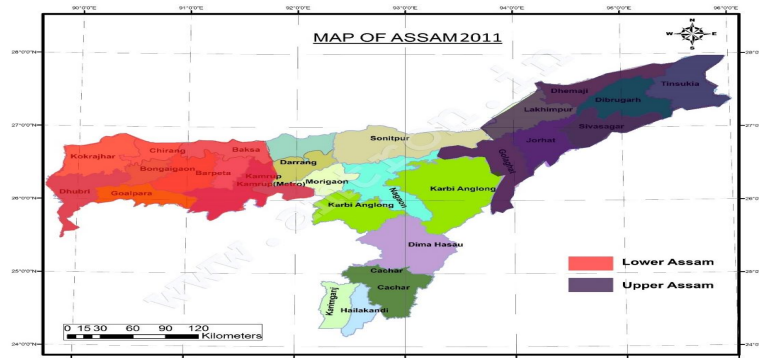 90°0'0"E 91°0'0"E 92°0'0"E 93°0'0"E 94°0'0"E 95°0'0"E 96°0'0"E
MAP OF ASSAM 2011
N
W E
S
28°0'0"N
27°0'0"N
26°0'0"N
25°0'0"N
24°0'0"N
Dhemaji
Tinsukia
Dibrugarh
Lakhimpur
Sivasagar
Jorhat
Golaghat
Sonitpur
Kokrajhar
Chirang
Baksa
Darrang
Bongaigaon
Barpeta
Kamrup
Kamrup(Metro)
Morigaon
Dhubri
Goalpara
Nagaon
Karbi Anglong
Karbi Anglong
Dima Hasau
Cachar
Cachar
Karimganj
Hailakandi
Lower Assam
Upper Assam
0 15 30 60 90 120
Kilometers